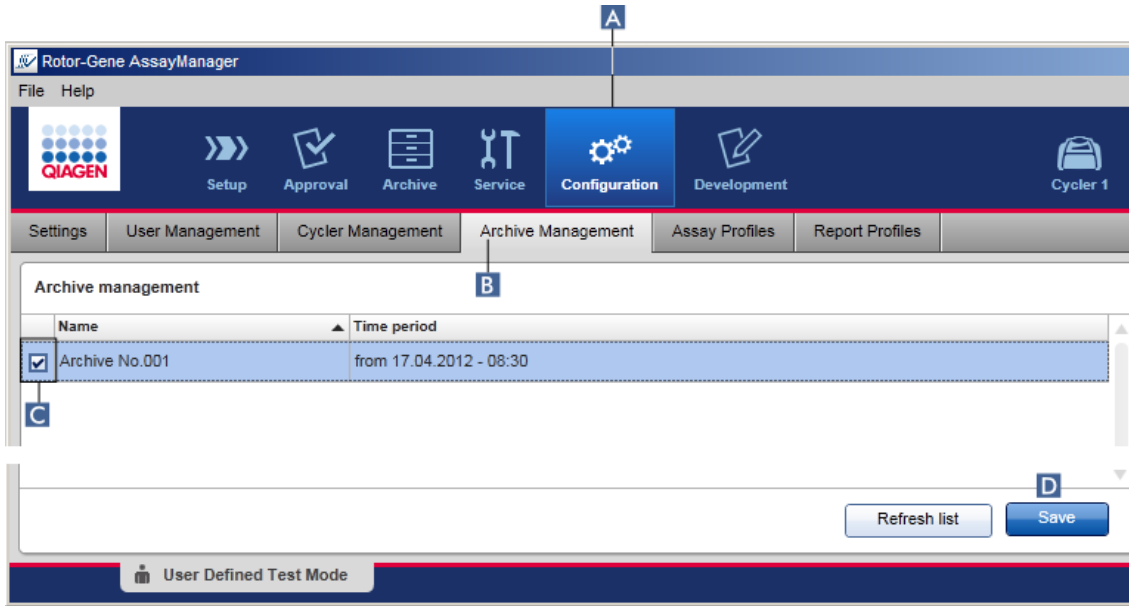 A
Rotor-Gene AssayManager
File Help
QIAGEN
Setup Approval Archive Service Configuration Development Cycler 1
Settings User Management Cycler Management Archive Management Assay Profiles Report Profiles
B
Archive management
Name Time period
Archive No.001 from 17.04.2012 - 08:30
C
D
Refresh list Save
User Defined Test Mode